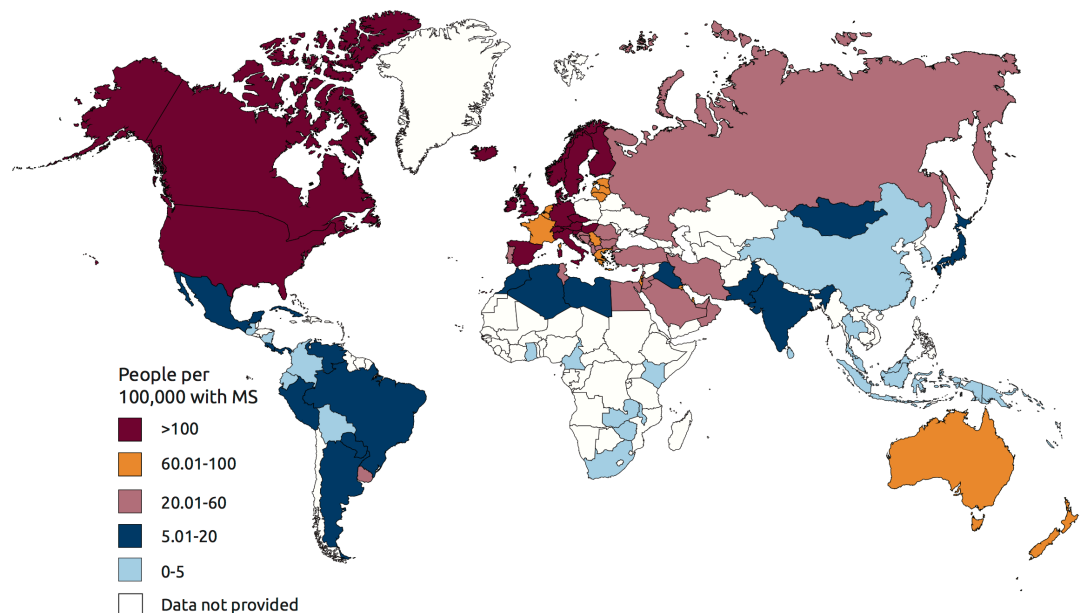 People per
100,000 with MS
>100
60.01-100
20.01-60
5.01-20
0-5
Data not provided